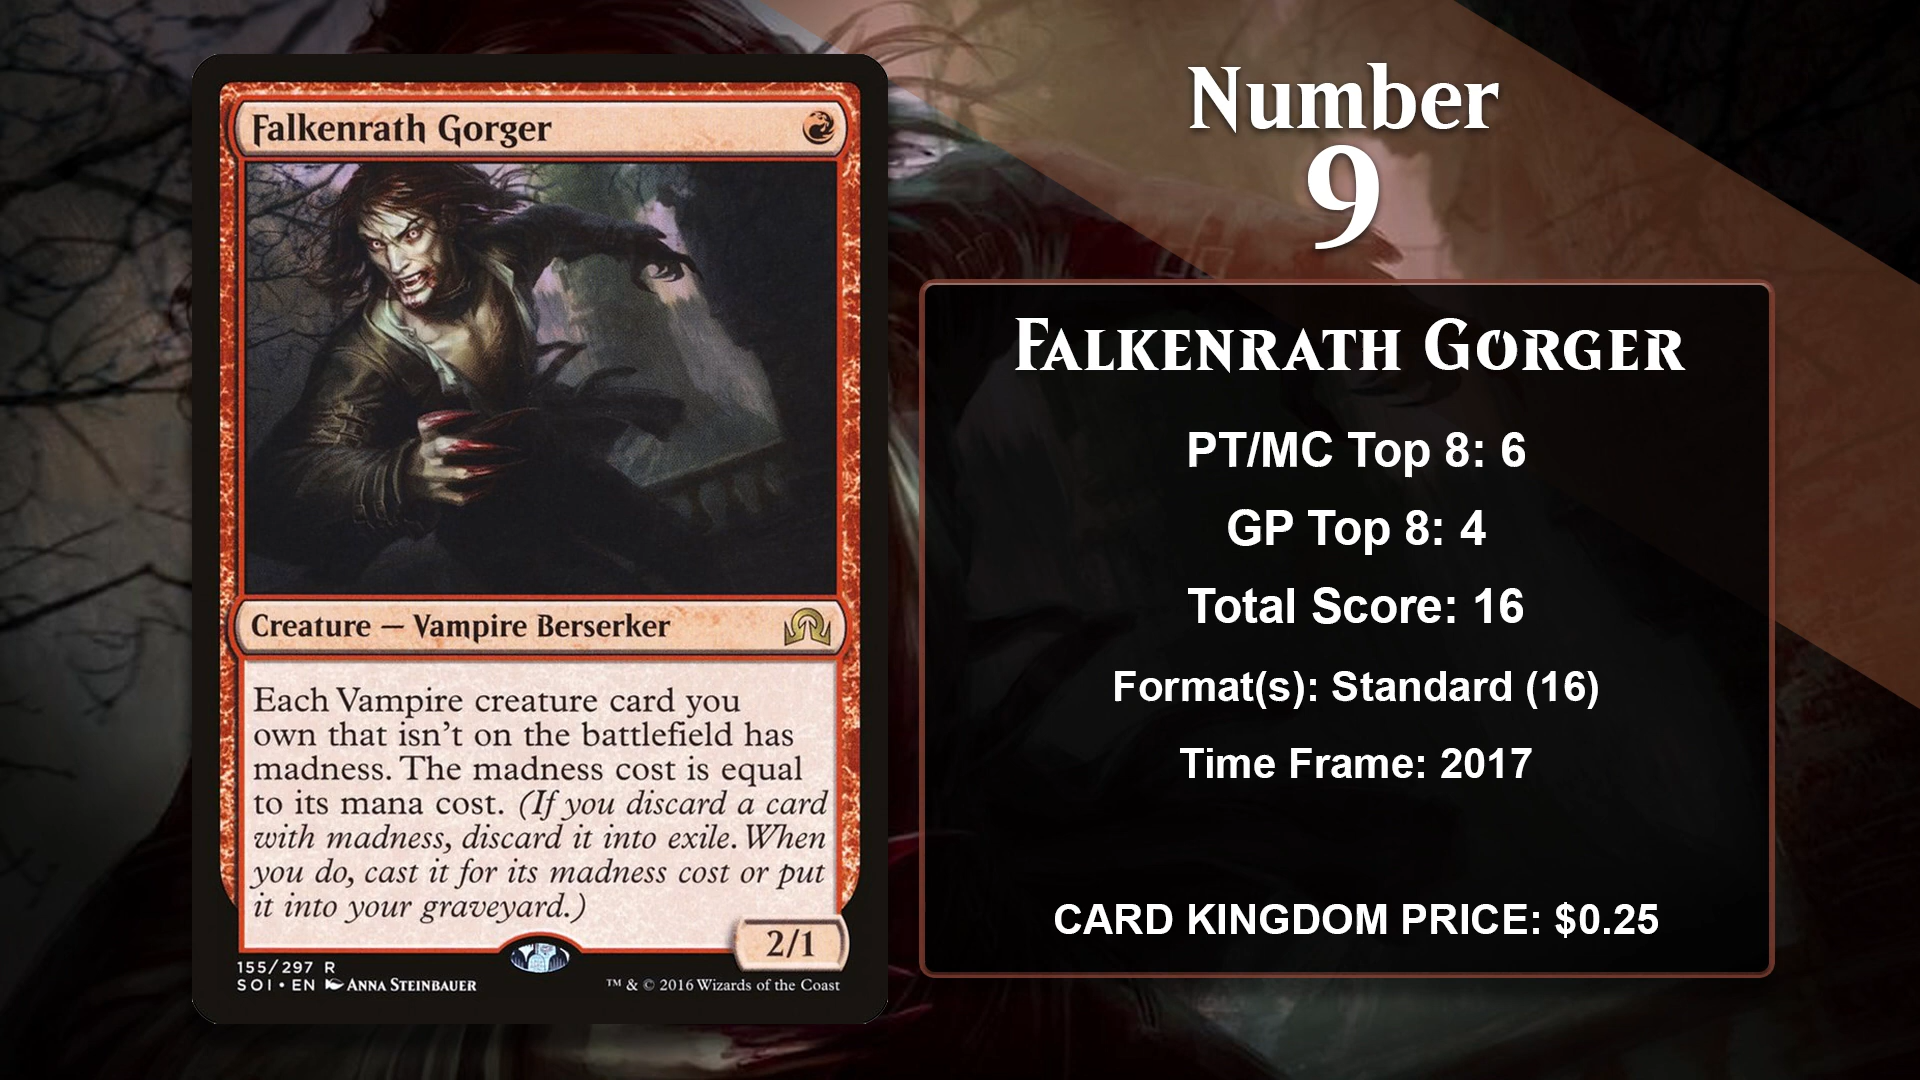 Falkenrath Gorger
Creature — Vampire Berserker
Each Vampire creature card you
own that isn't on the battlefield has
madness. The madness cost is equal
to its mana cost. (If you discard a card
with madness, discard it into exile. When
you do, cast it for its madness cost or put
it into your graveyard.)
2/1
155/297 R
SOI • EN Anna Steinbauer
™ & © 2016 Wizards of the Coast
Number
9
Falkenrath Gorger
PT/MC Top 8: 6
GP Top 8: 4
Total Score: 16
Format(s): Standard (16)
Time Frame: 2017
CARD KINGDOM PRICE: $0.25